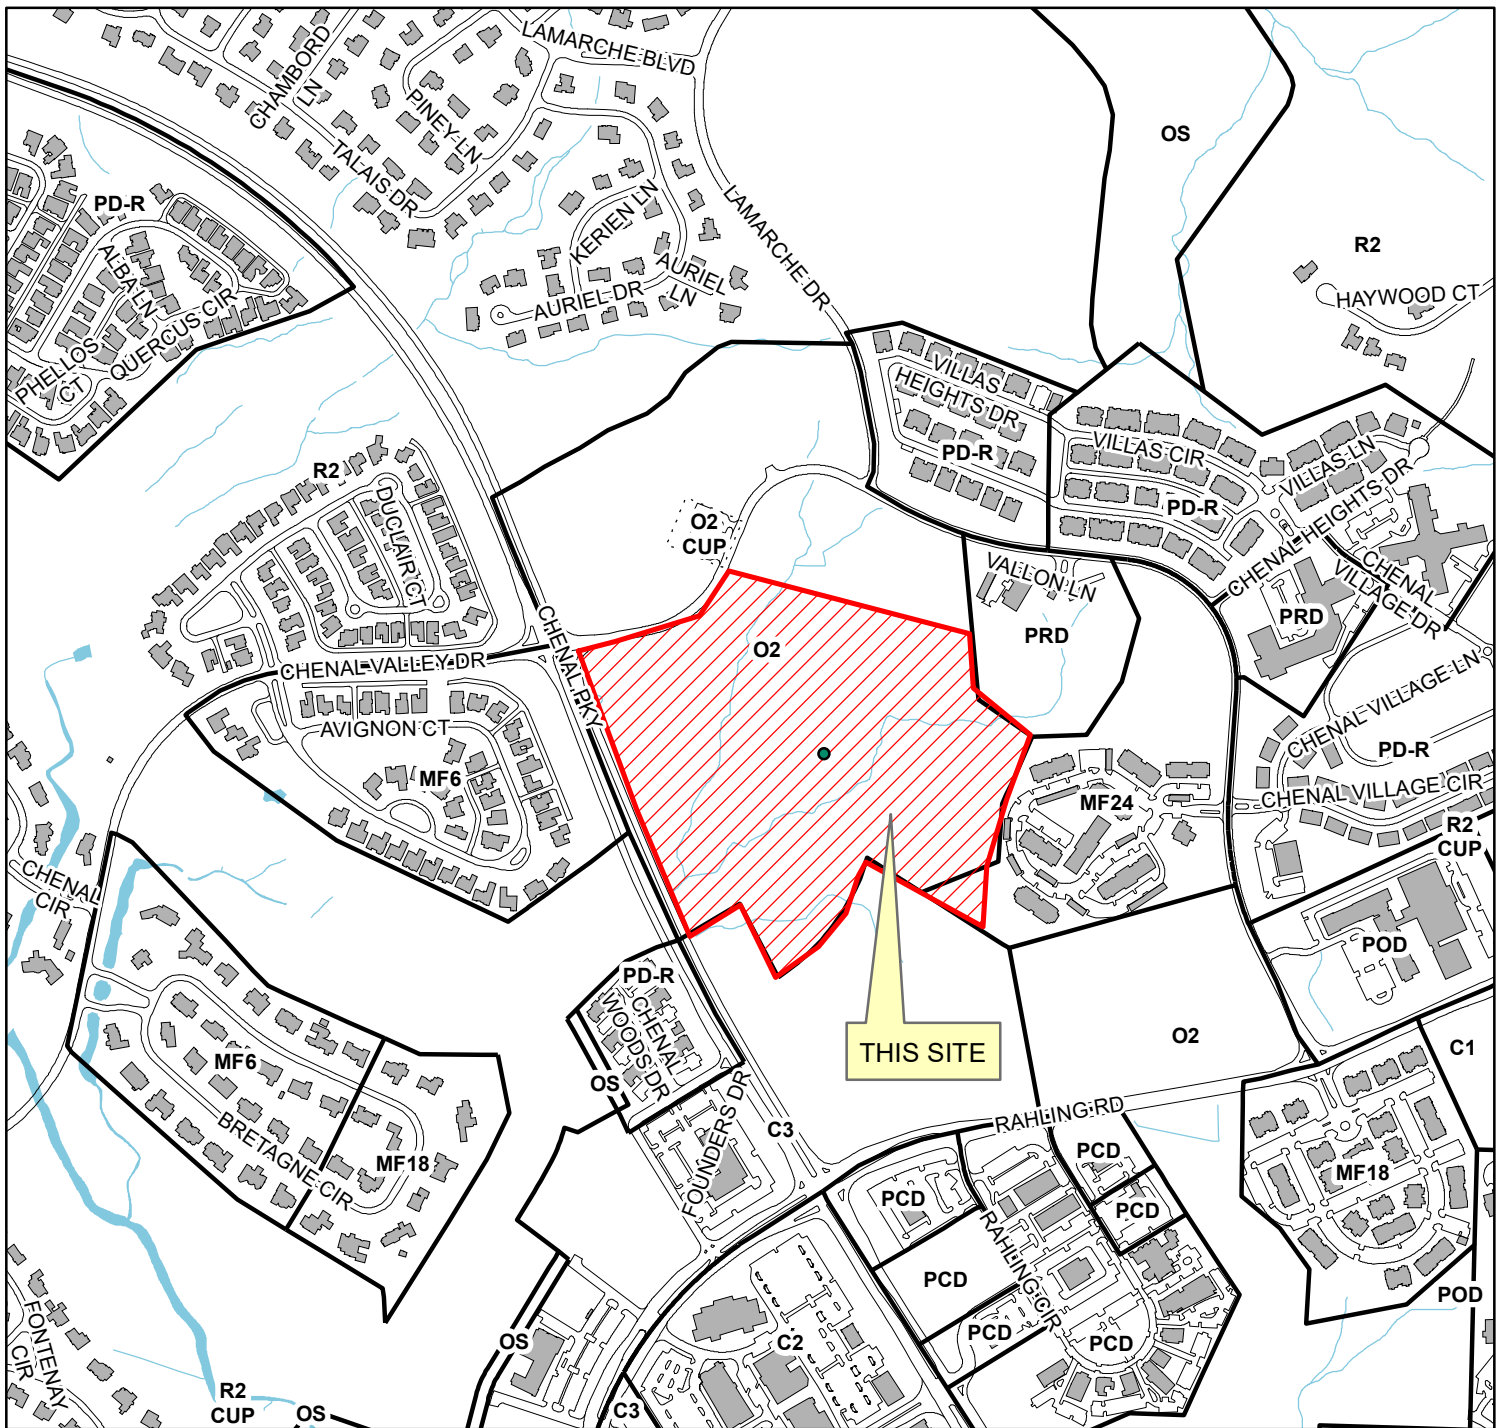 LAMARCHE BLVD
CHAMBORD
LN
PINEY LN
TALAIS DR
OS
PD-R
ALBA LN
QUERCUS CIR
PHELLOS
CT
KERIEN LN
AURIEL
LN
AURIEL DR
LAMARCHE DR
R2
HAYWOOD CT
VILLAS
HEIGHTS DR
PD-R
VILLAS CIR
VILLAS LN
PD-R
CHENAL HEIGHTS DR
R2
DUCLAIR CT
O2
CUP
VALLON LN
CHENAL
VILLAGE DR
PRD
PRD
O2
CHENAL PKY
CHENAL VALLEY DR
AVIGNON CT
MF6
CHENAL VILLAGE LN
PD-R
CHENAL VILLAGE CIR
MF24
R2
CUP
CHENAL
CIR
POD
PD-R
CHENAL
WOODS DR
THIS SITE
O2
C1
MF6
OS
BRETAGNE CIR
MF18
FOUNDERS DR
C3
RAHLING RD
PCD
MF18
PCD
PCD
RAHLING CIR
PCD
POD
PCD
PCD
OS
C2
FONTENAY
CIR
R2
CUP
OS
C3